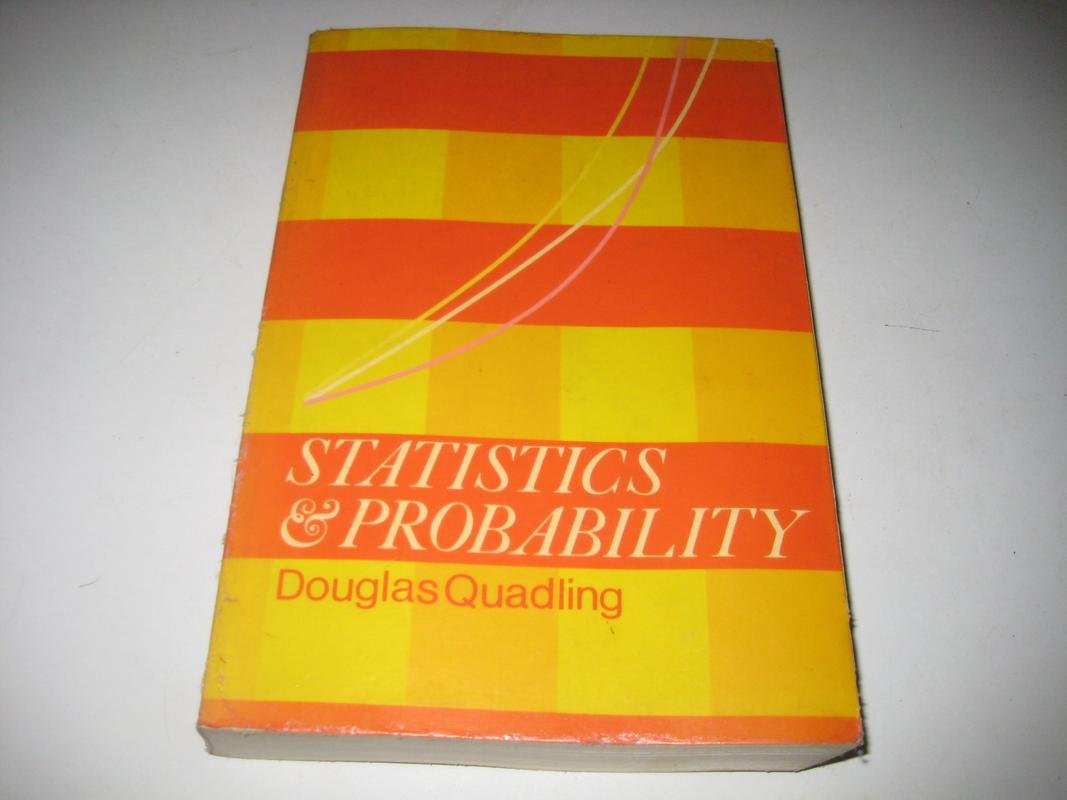 STATISTICS
& PROBABILITY
Douglas Quadling